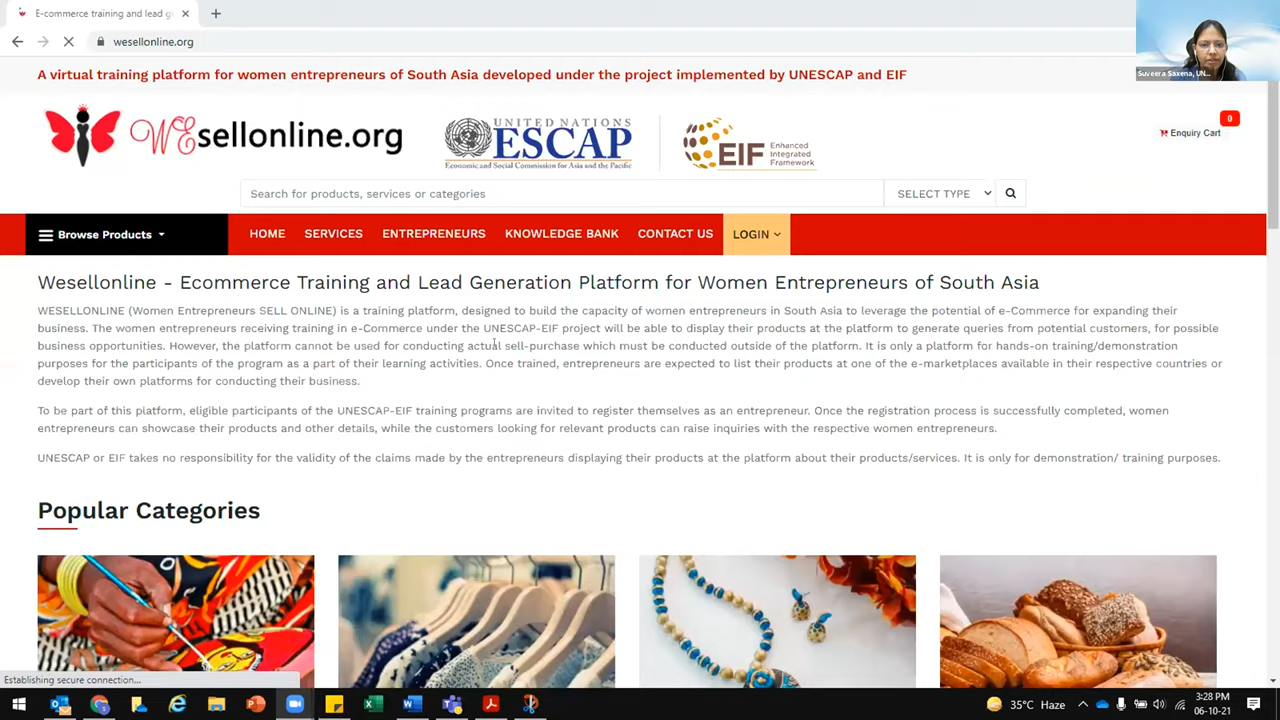 E-commerce training and lead g
wesellonline.org
Suveera Saxena, UN...
A virtual training platform for women entrepreneurs of South Asia developed under the project implemented by UNESCAP and EIF
WEsellonline.org
UNITED NATIONS
ESCAP
Economic and Social Commission for Asia and the Pacific
EIF Enhanced Integrated Framework
0
Enquiry Cart
Search for products, services or categories
SELECT TYPE
Browse Products
HOME SERVICES ENTREPRENEURS KNOWLEDGE BANK CONTACT US LOGIN
Wesellonline - Ecommerce Training and Lead Generation Platform for Women Entrepreneurs of South Asia
WESELLONLINE (Women Entrepreneurs SELL ONLINE) is a training platform, designed to build the capacity of women entrepreneurs in South Asia to leverage the potential of e-Commerce for expanding their
business. The women entrepreneurs receiving training in e-Commerce under the UNESCAP-EIF project will be able to display their products at the platform to generate queries from potential customers, for possible
business opportunities. However, the platform cannot be used for conducting actual sell-purchase which must be conducted outside of the platform. It is only a platform for hands-on training/demonstration
purposes for the participants of the program as a part of their learning activities. Once trained, entrepreneurs are expected to list their products at one of the e-marketplaces available in their respective countries or
develop their own platforms for conducting their business.
To be part of this platform, eligible participants of the UNESCAP-EIF training programs are invited to register themselves as an entrepreneur. Once the registration process is successfully completed, women
entrepreneurs can showcase their products and other details, while the customers looking for relevant products can raise inquiries with the respective women entrepreneurs.
UNESCAP or EIF takes no responsibility for the validity of the claims made by the entrepreneurs displaying their products at the platform about their products/services. It is only for demonstration/ training purposes.
Popular Categories
Establishing secure connection...
35°C Haze
3:28 PM
06-10-21